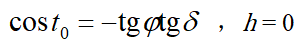 cos t₀ = −tgφtgδ , h = 0